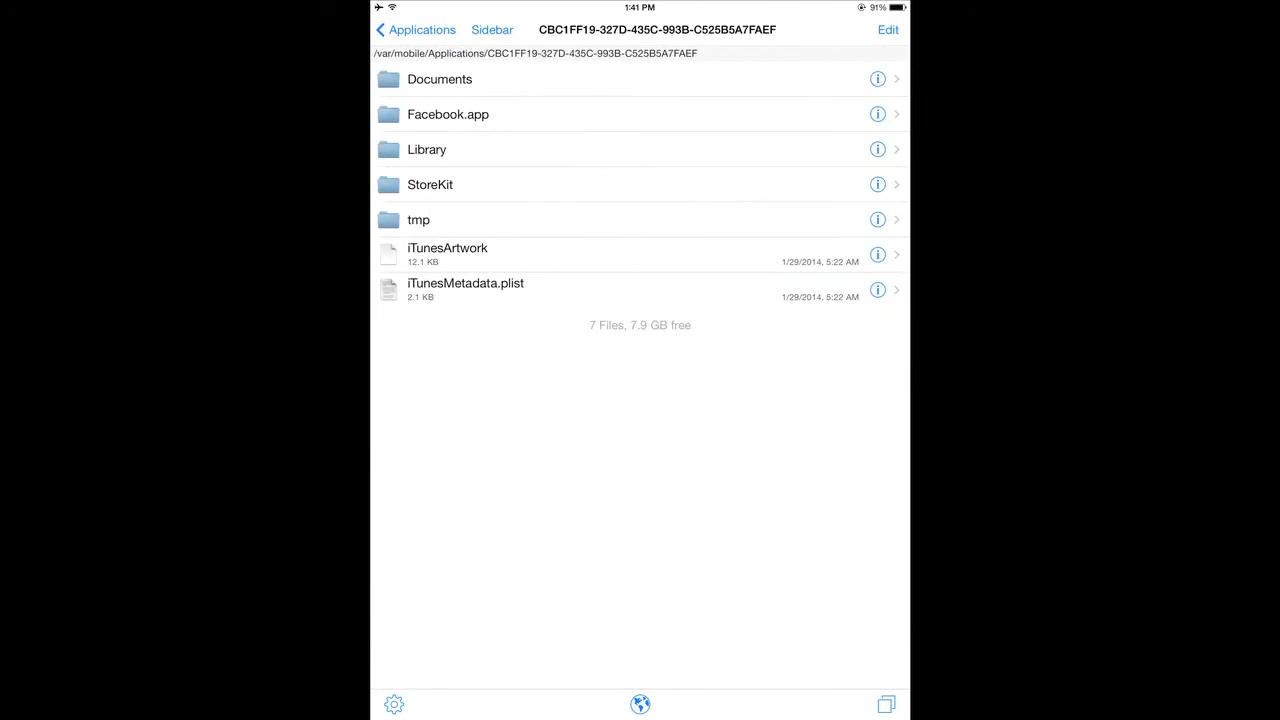 1:41 PM
91%
Applications Sidebar CBC1FF19-327D-435C-993B-C525B5A7FAEF Edit
/var/mobile/Applications/CBC1FF19-327D-435C-993B-C525B5A7FAEF
Documents
Facebook.app
Library
StoreKit
tmp
iTunesArtwork
12.1 KB 1/29/2014, 5:22 AM
iTunesMetadata.plist
2.1 KB 1/29/2014, 5:22 AM
7 Files, 7.9 GB free